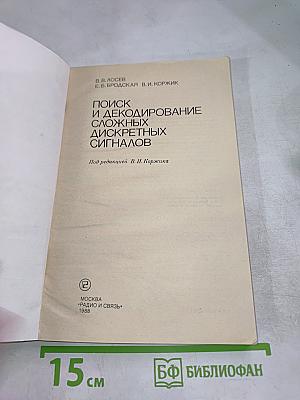 В. В. ЛОСЕВ
Е. Б. БРОДСКАЯ В. И. КОРЖИК
ПОИСК
И ДЕКОДИРОВАНИЕ
СЛОЖНЫХ
ДИСКРЕТНЫХ
СИГНАЛОВ
Под редакцией В. И. Коржика
МОСКВА
«РАДИО И СВЯЗЬ»
1988
15 см
БФ БИБЛИОФАН